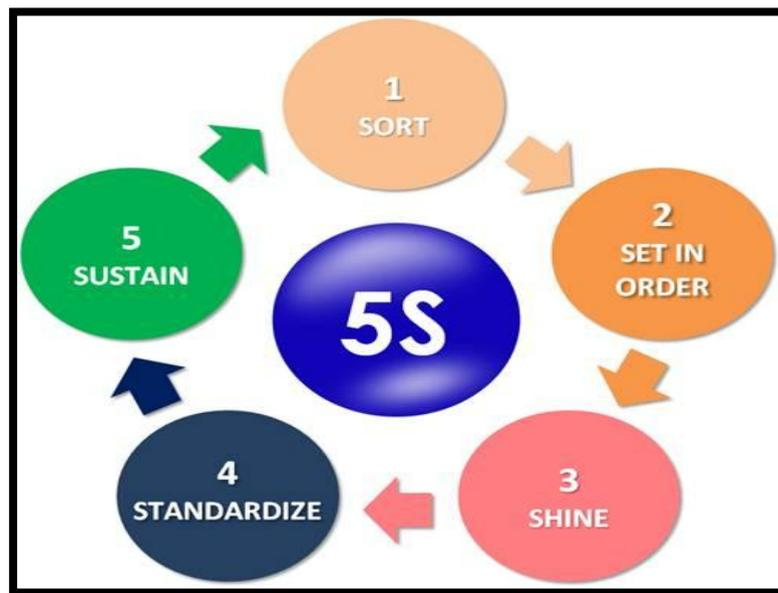 1
SORT
2
SET IN
ORDER
3
SHINE
4
STANDARDIZE
5
SUSTAIN
5S